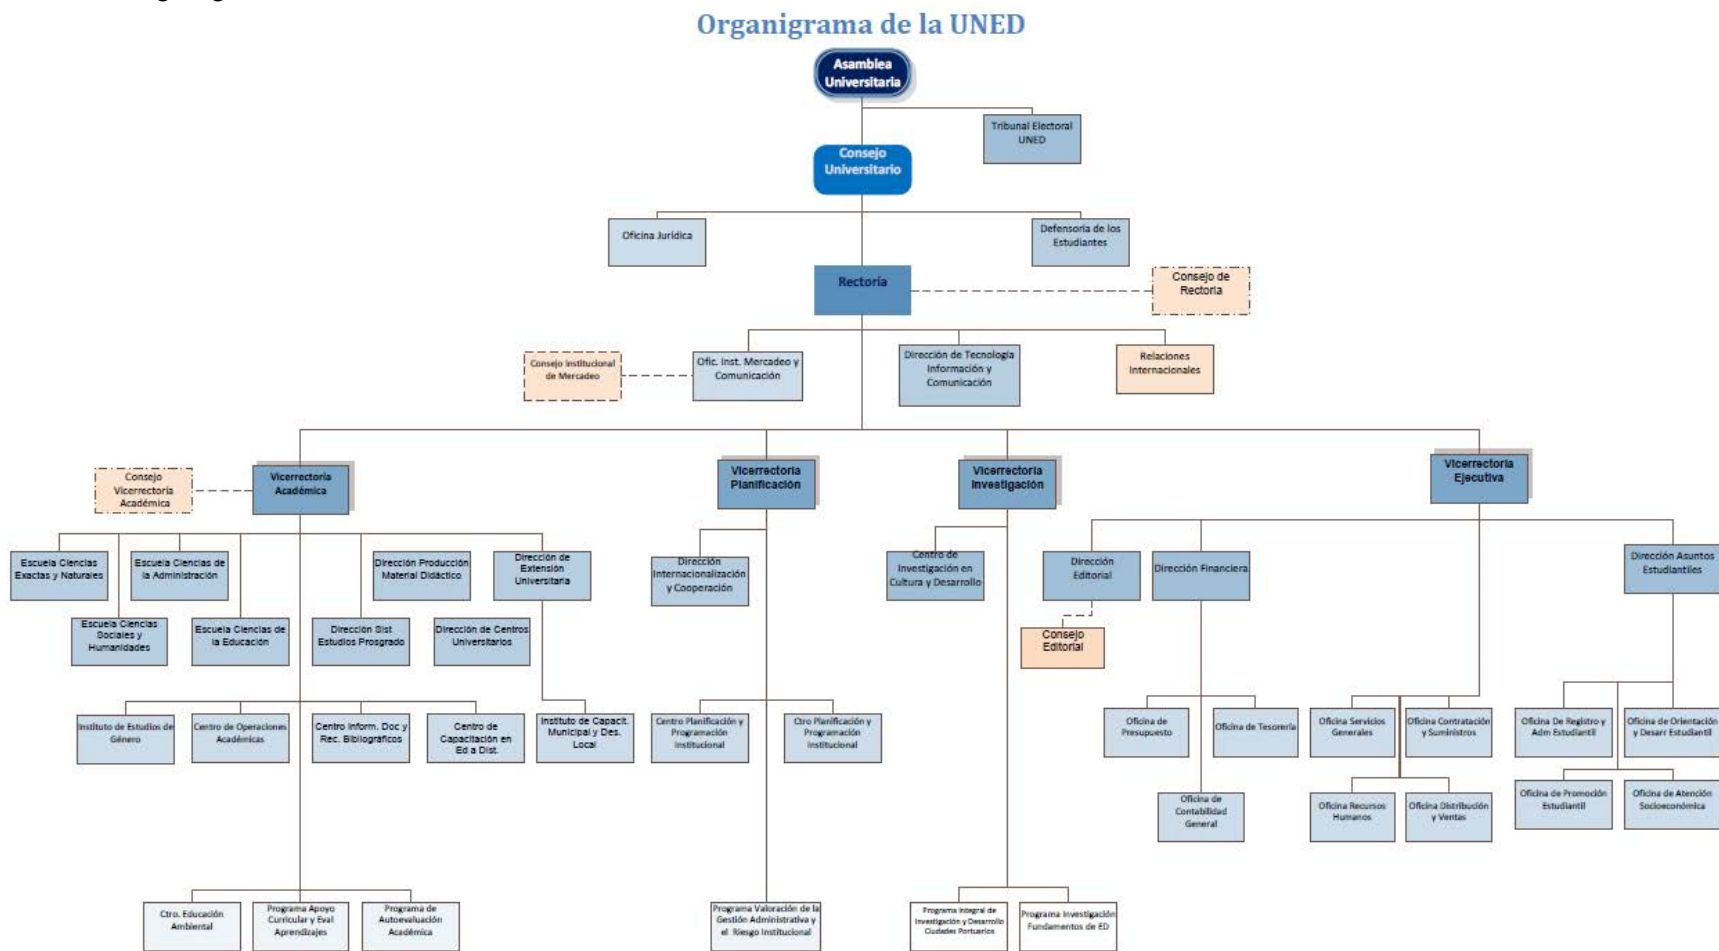 Organigrama de la UNED
Asamblea
Universitaria
Tribunal Electoral
UNED
Consejo
Universitario
Oficina Jurídica
Defensoría de los
Estudiantes
Rectoría
Consejo de
Rectoria
Consejo Institucional
de Mercadeo
Ofic. Inst. Mercadeo y
Comunicación
Dirección de Tecnología
Información y
Comunicación
Relaciones
Internacionales
Consejo
Vicerrectoría
Académica
Vicerrectoría
Académica
Vicerrectoria
Planificación
Vicerrectoria
Investigación
Vicerrectoria
Ejecutiva
Escuela Ciencias
Exactas y Naturales
Escuela Ciencias de
la Administración
Dirección Producción
Material Didáctico
Dirección de
Extensión
Universitaria
Dirección
Internacionalización
y Cooperación
Centro de
Investigación en
Cultura y Desarrollo
Dirección
Editorial
Dirección Financiera
Dirección Asuntos
Estudiantiles
Escuela Ciencias
Sociales y
Humanidades
Escuela Ciencias de
la Educación
Dirección Sist
Estudios Prosgrado
Dirección de Centros
Universitarios
Consejo
Editorial
Instituto de Estudios de
Género
Centro de Operaciones
Académicas
Centro Inform. Doc y
Rec. Bibliográficos
Centro de
Capacitación en
Ed a Dist.
Instituto de Capacit.
Municipal y Des.
Local
Centro Planificación y
Programación
Institucional
Ctro Planificación y
Programación
Institucional
Oficina de
Presupuesto
Oficina de Tesorería
Oficina Servicios
Generales
Oficina Contratación
y Suministros
Oficina De Registro y
Adm Estudiantil
Oficina de Orientación
y Desarr Estudiantil
Oficina de
Contabilidad
General
Oficina Recursos
Humanos
Oficina Distribución
y Ventas
Oficina de Promoción
Estudiantil
Oficina de Atención
Socioeconómica
Ctro. Educación
Ambiental
Programa Apoyo
Curricular y Eval
Aprendizajes
Programa de
Autoevaluación
Académica
Programa Valoración de la
Gestión Administrativa y
el Riesgo Institucional
Programa Integral de
Investigación y Desarrollo
Ciudades Portuarios
Programa Investigación
Fundamentos de ED